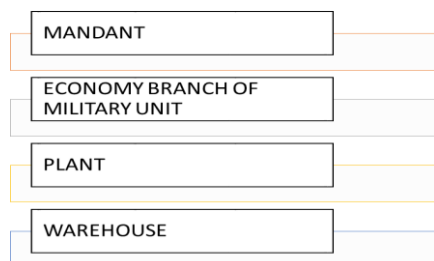 MANDANT
ECONOMY BRANCH OF
MILITARY UNIT
PLANT
WAREHOUSE